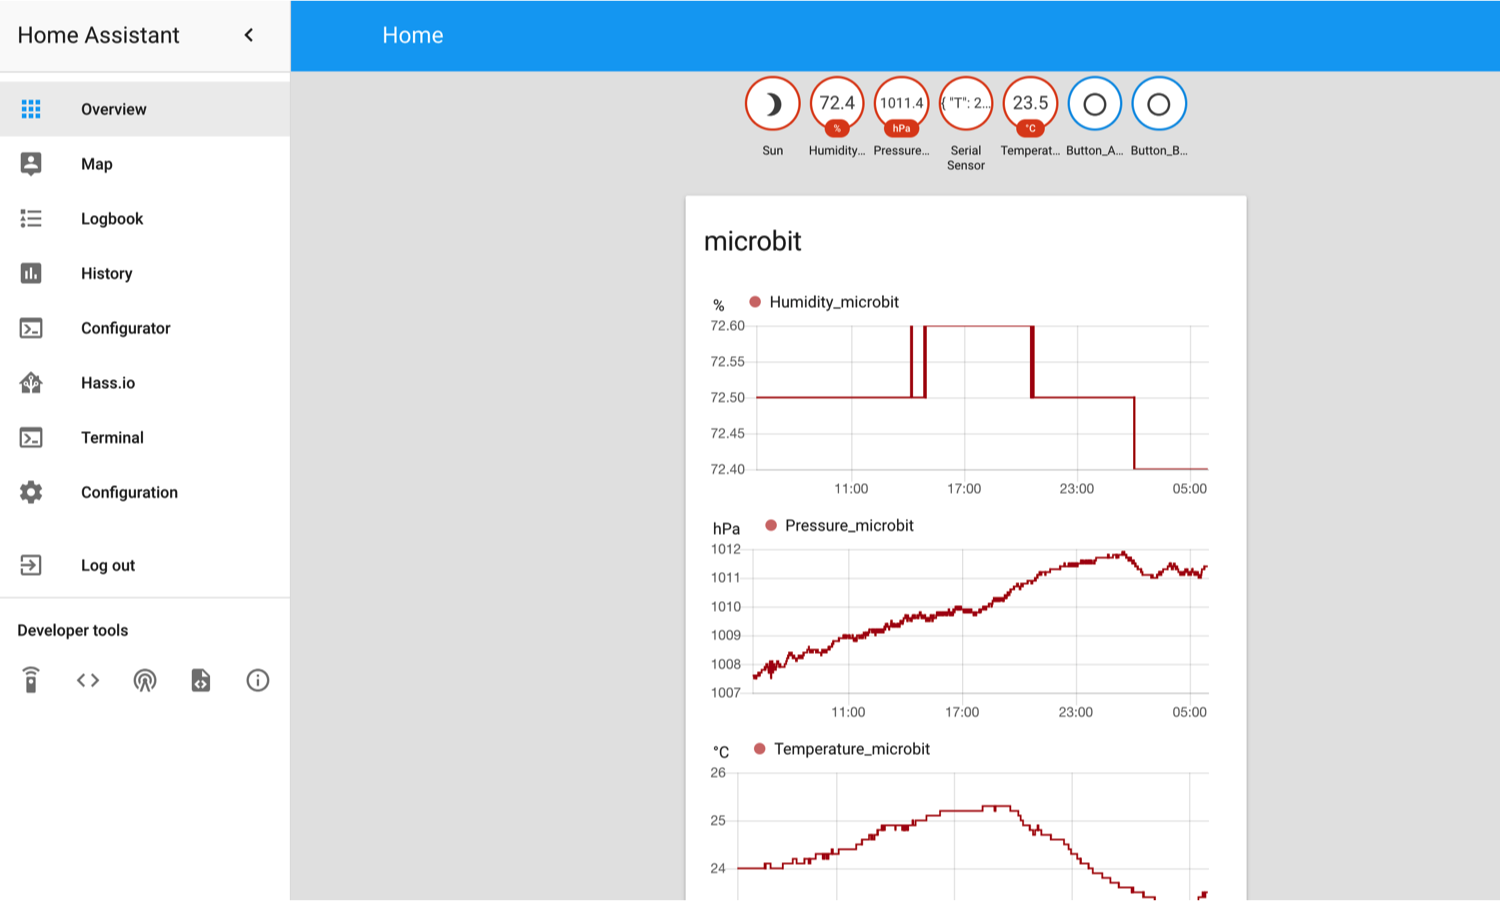 Home Assistant
Home
Overview
Map
Logbook
History
Configurator
Hass.io
Terminal
Configuration
Log out
Developer tools
72.4
1011.4
{ "T": 2...
23.5
%
hPa
°C
Sun
Humidity...
Pressure...
Serial
Sensor
Temperat...
Button_A...
Button_B...
microbit
%
Humidity_microbit
72.60
72.55
72.50
72.45
72.40
11:00
17:00
23:00
05:00
hPa
Pressure_microbit
1012
1011
1010
1009
1008
1007
11:00
17:00
23:00
05:00
°C
Temperature_microbit
26
25
24